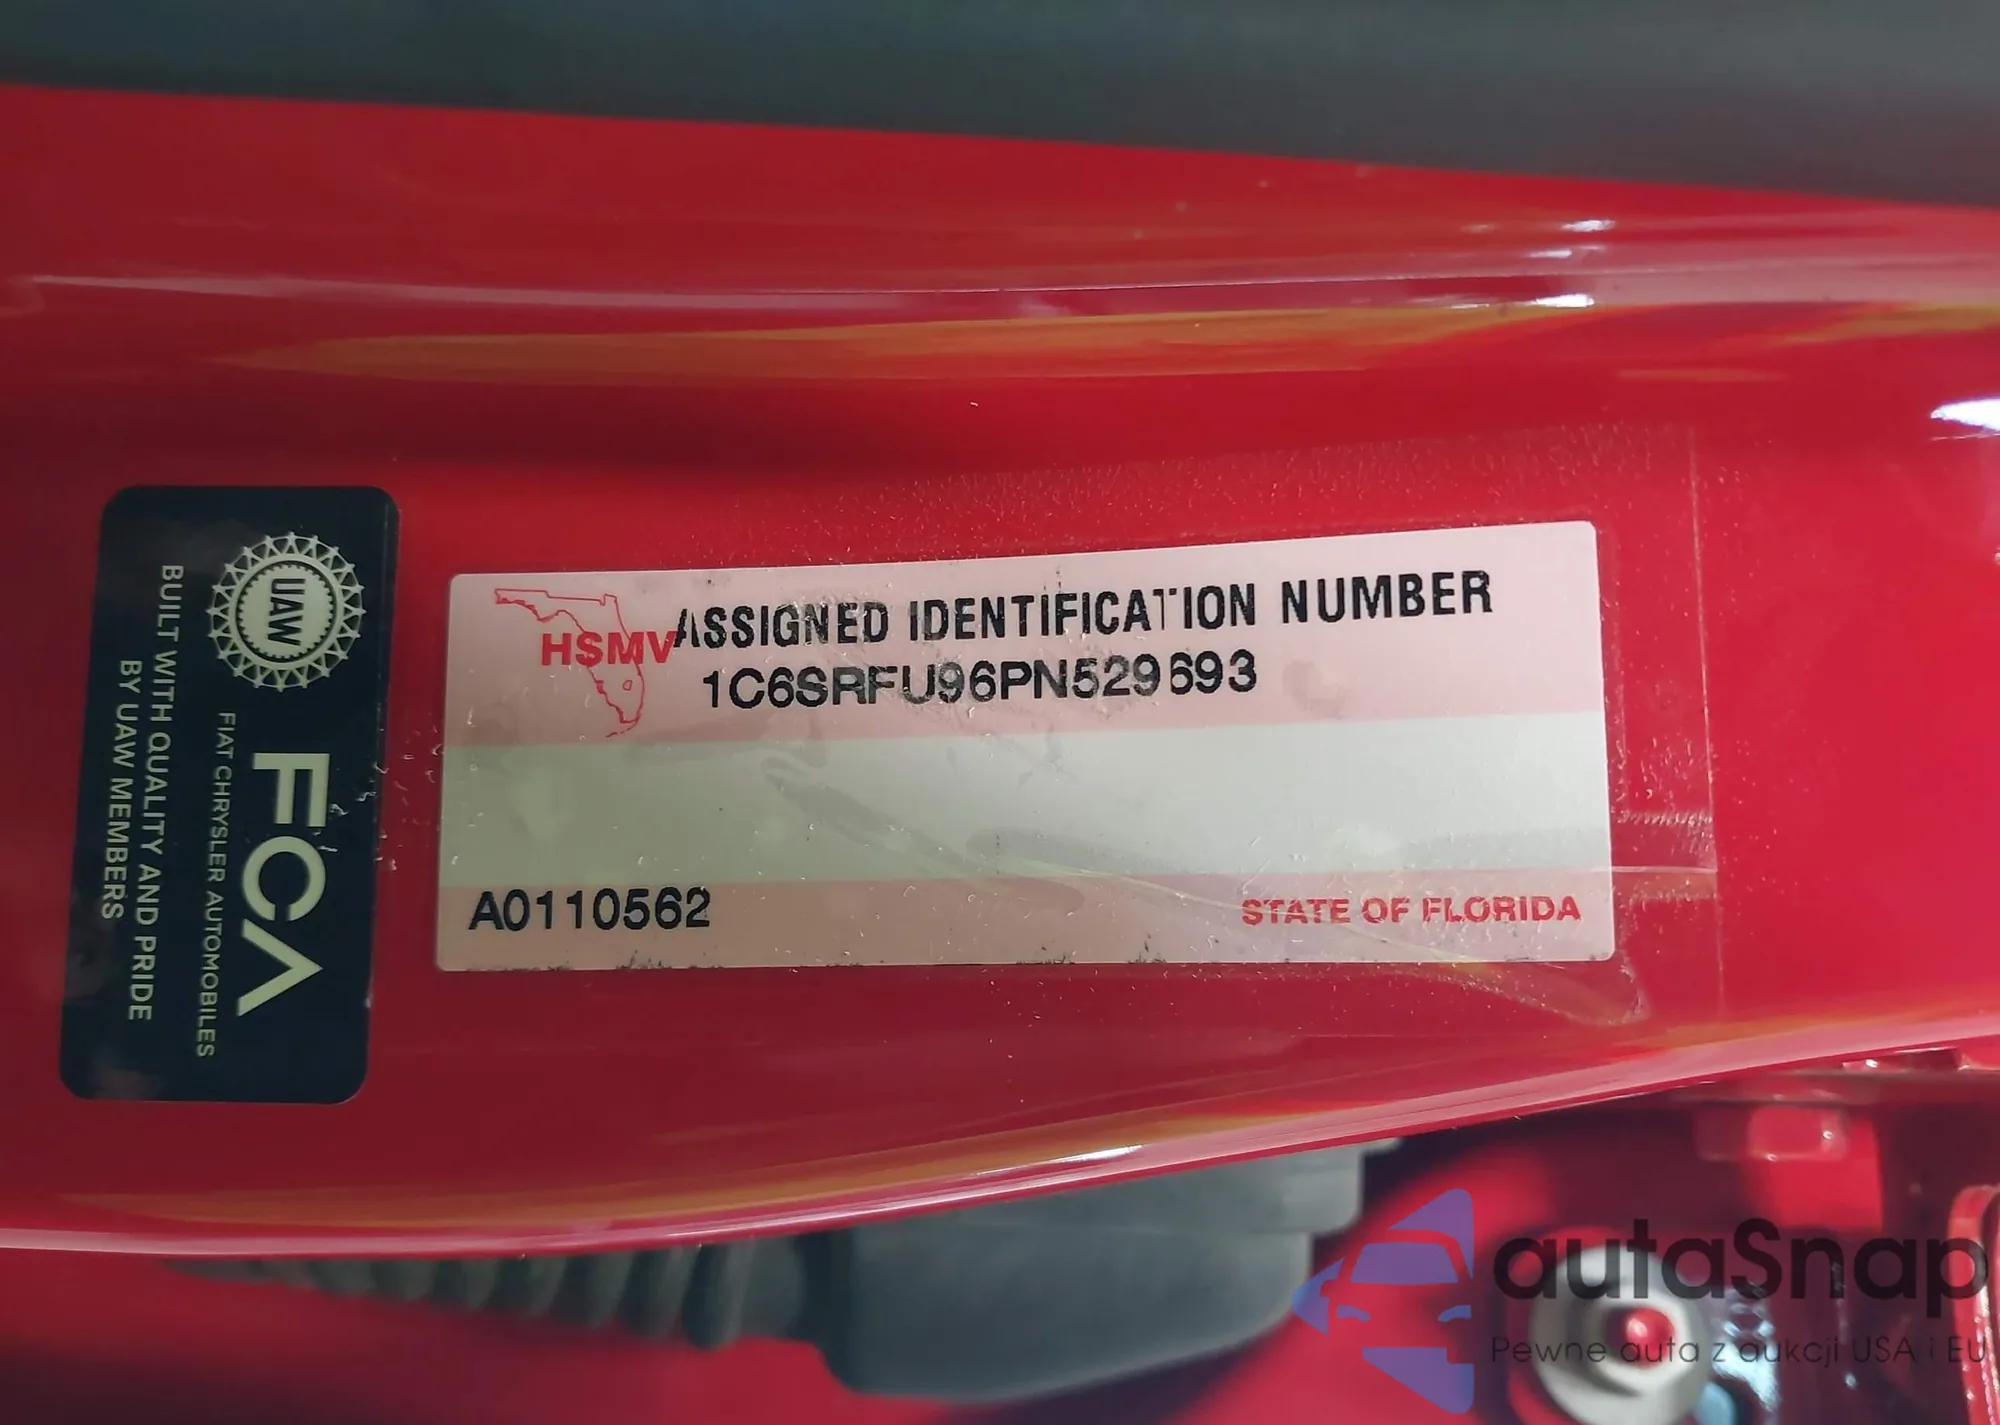 UAW
FCA
FIAT CHRYSLER AUTOMOBILES
BUILT WITH QUALITY AND PRIDE
BY UAW MEMBERS
HSMV
ASSIGNED IDENTIFICATION NUMBER
1C6SRFU96PN529693
A0110562
STATE OF FLORIDA
autaSnap
Pewne auta z aukcji USA i EU